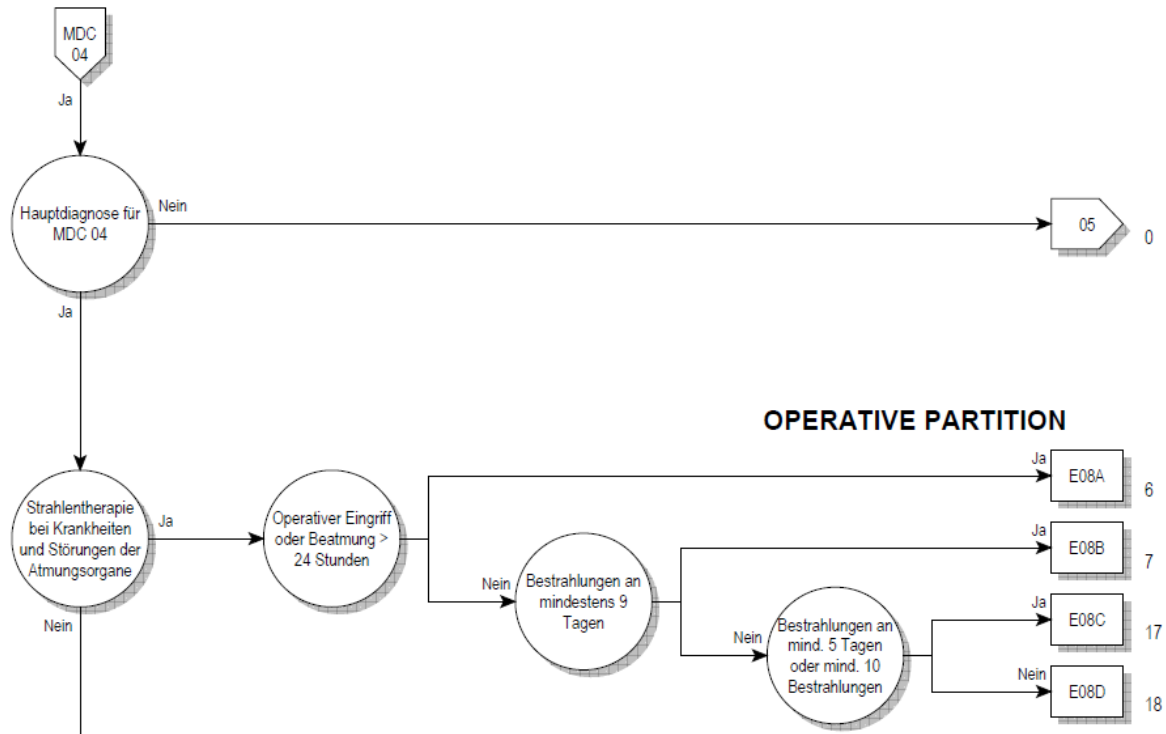 MDC
04
Ja
Hauptdiagnose für
MDC 04
Nein
05
0
Ja
OPERATIVE PARTITION
Strahlentherapie
bei Krankheiten
und Störungen der
Atmungsorgane
Ja
Operativer Eingriff
oder Beatmung >
24 Stunden
Ja
E08A
6
Nein
Bestrahlungen an
mindestens 9
Tagen
Ja
E08B
7
Nein
Bestrahlungen an
mind. 5 Tagen
oder mind. 10
Bestrahlungen
Ja
E08C
17
Nein
E08D
18
Nein